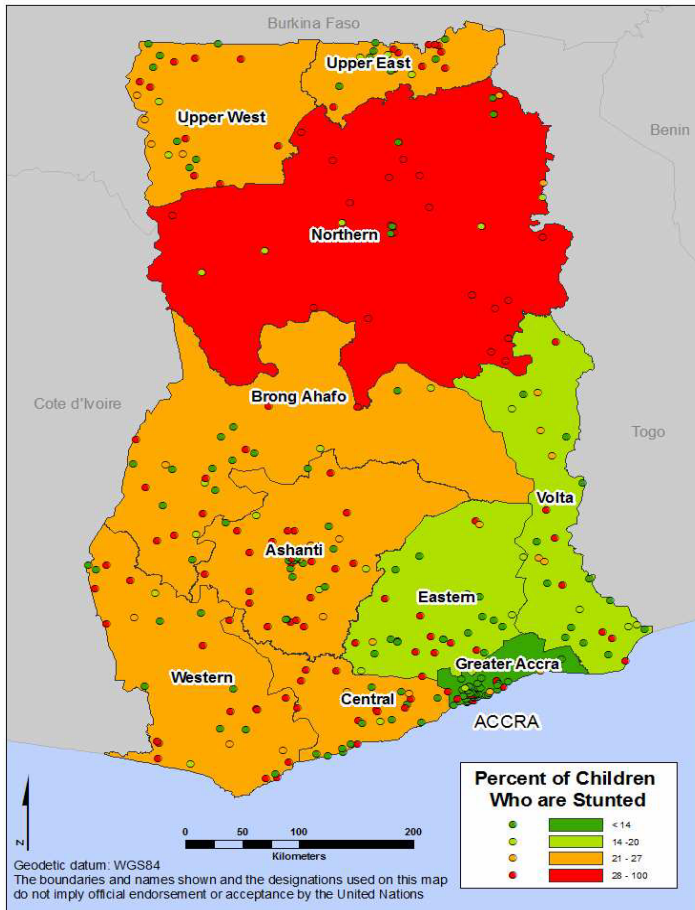 Burkina Faso
Upper East
Upper West
Benin
Northern
Brong Ahafo
Cote d'Ivoire
Togo
Volta
Ashanti
Eastern
Greater Accra
Western
Central
ACCRA
Percent of Children
Who are Stunted
< 14
14 -20
21 - 27
28 - 100
N
0 50 100 200
Kilometers
Geodetic datum: WGS84
The boundaries and names shown and the designations used on this map
do not imply official endorsement or acceptance by the United Nations